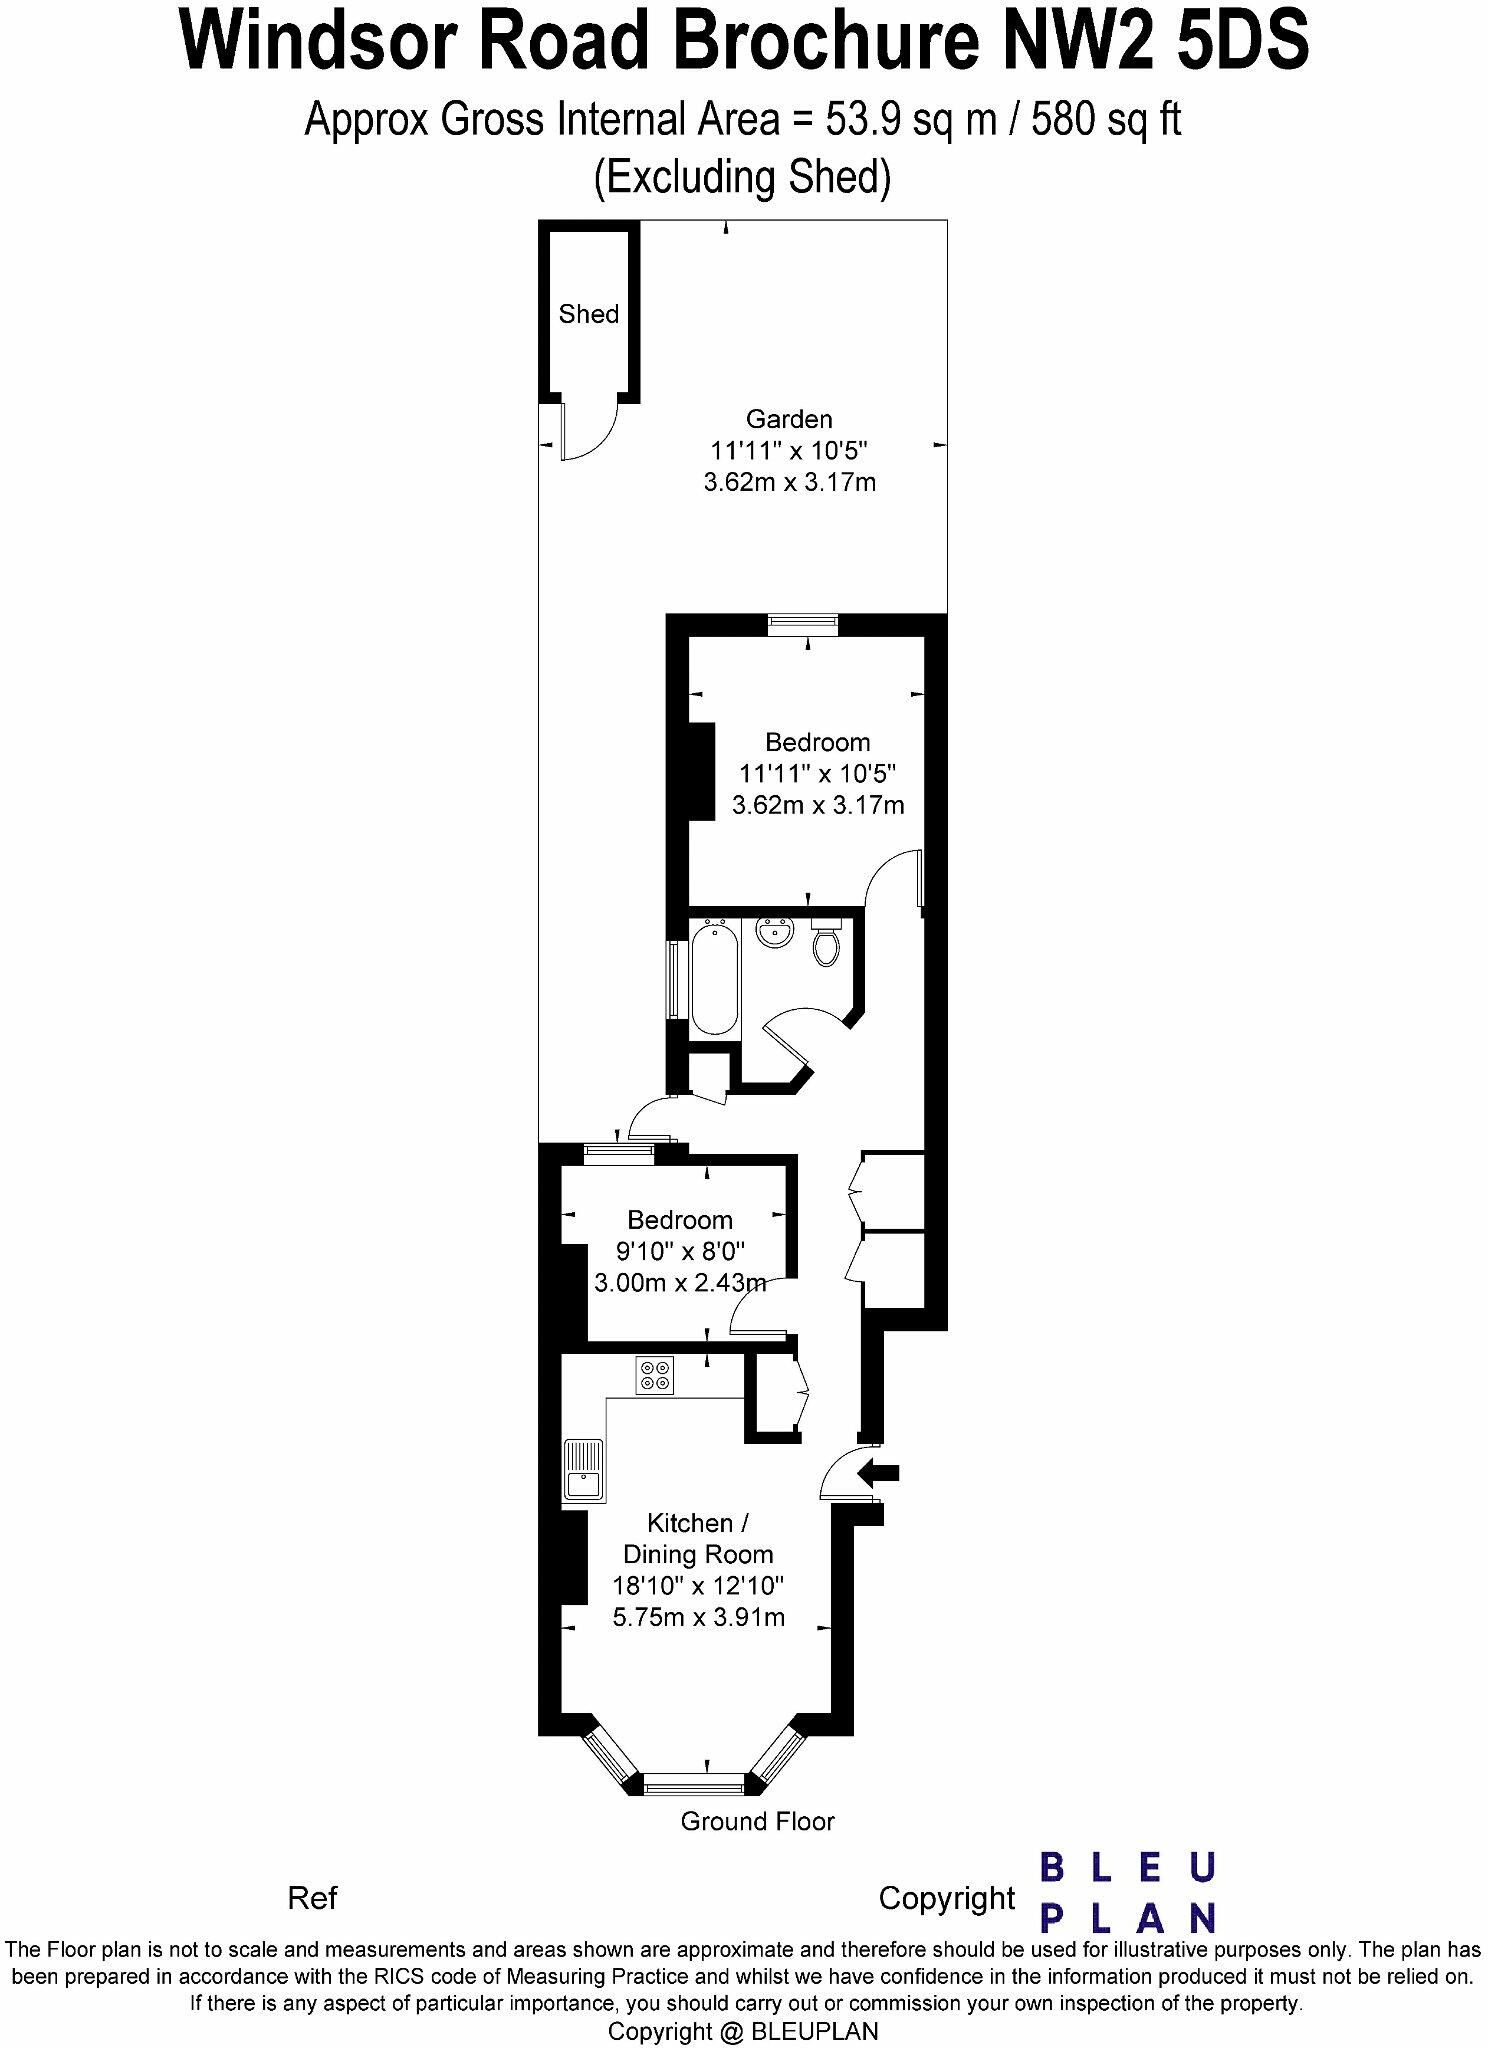 Windsor Road Brochure NW2 5DS
Approx Gross Internal Area = 53.9 sq m / 580 sq ft
(Excluding Shed)
Shed
Garden
11'11" x 10'5"
3.62m x 3.17m
Bedroom
11'11" x 10'5"
3.62m x 3.17m
Bedroom
9'10" x 8'0"
3.00m x 2.43m
Kitchen /
Dining Room
18'10" x 12'10"
5.75m x 3.91m
Ground Floor
Ref
Copyright
BLEU
PLAN
The Floor plan is not to scale and measurements and areas shown are approximate and therefore should be used for illustrative purposes only. The plan has
been prepared in accordance with the RICS code of Measuring Practice and whilst we have confidence in the information produced it must not be relied on.
If there is any aspect of particular importance, you should carry out or commission your own inspection of the property.
Copyright @ BLEUPLAN